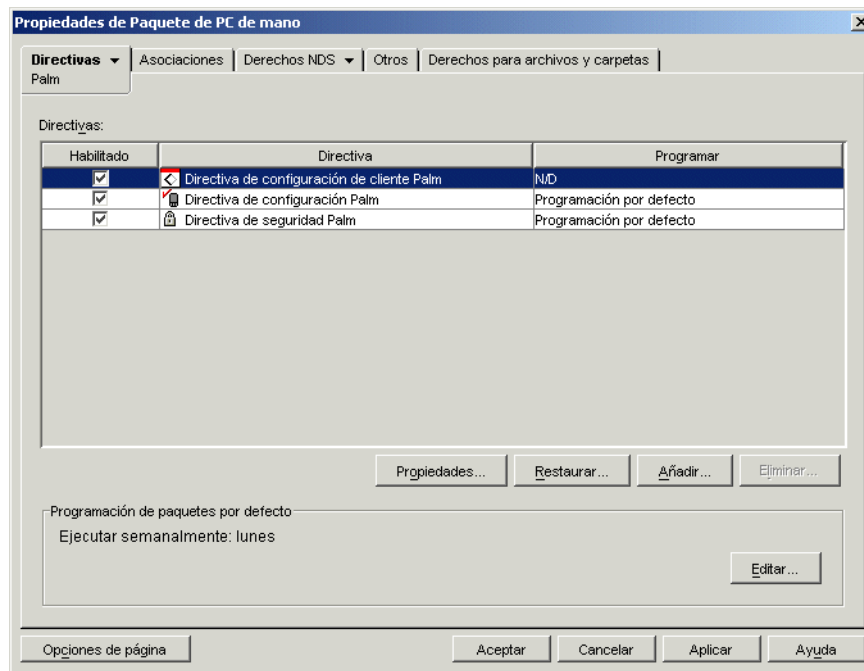 Propiedades de Paquete de PC de mano
Directivas Asociaciones Derechos NDS Otros Derechos para archivos y carpetas
Palm
Directivas:
Habilitado Directiva Programar
Directiva de configuración de cliente Palm N/D
Directiva de configuración Palm Programación por defecto
Directiva de seguridad Palm Programación por defecto
Propiedades... Restaurar... Añadir... Eliminar...
Programación de paquetes por defecto
Ejecutar semanalmente: lunes
Editar...
Opciones de página Aceptar Cancelar Aplicar Ayuda